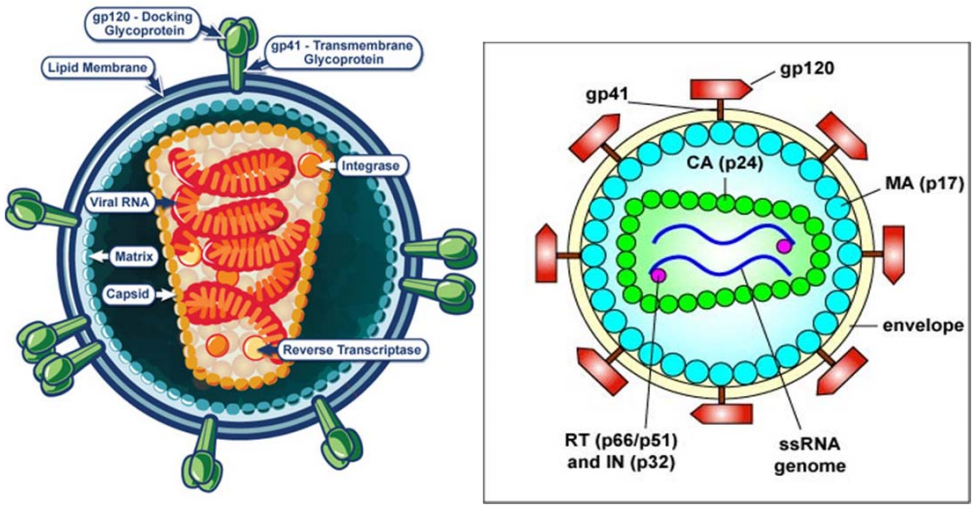 gp120 - Docking
Glycoprotein
gp41 - Transmembrane
Glycoprotein
Lipid Membrane
Integrase
Viral RNA
Matrix
Capsid
Reverse Transcriptase
gp120
gp41
CA (p24)
MA (p17)
envelope
RT (p66/p51)
and IN (p32)
ssRNA
genome